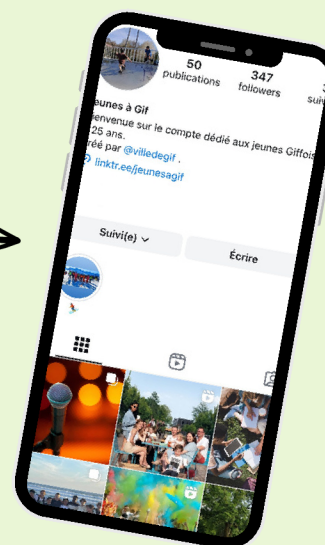 50
publications
347
followers
eunes à Gif
envenue sur le compte dédié aux jeunes Giffois
25 ans.
réé par @villedegif .
linktr.ee/jeunesagif
Suivi(e)
Écrire